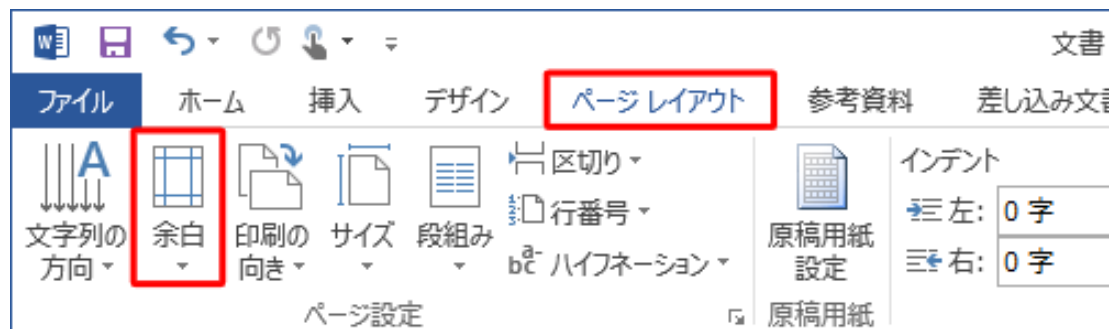 文書
ファイル ホーム 挿入 デザイン ページ レイアウト 参考資料 差し込み文書
文字列の方向
余白
印刷の向き
サイズ
段組み
区切り
行番号
ハイフネーション
ページ設定
原稿用紙設定
原稿用紙
インデント
左: 0 字
右: 0 字